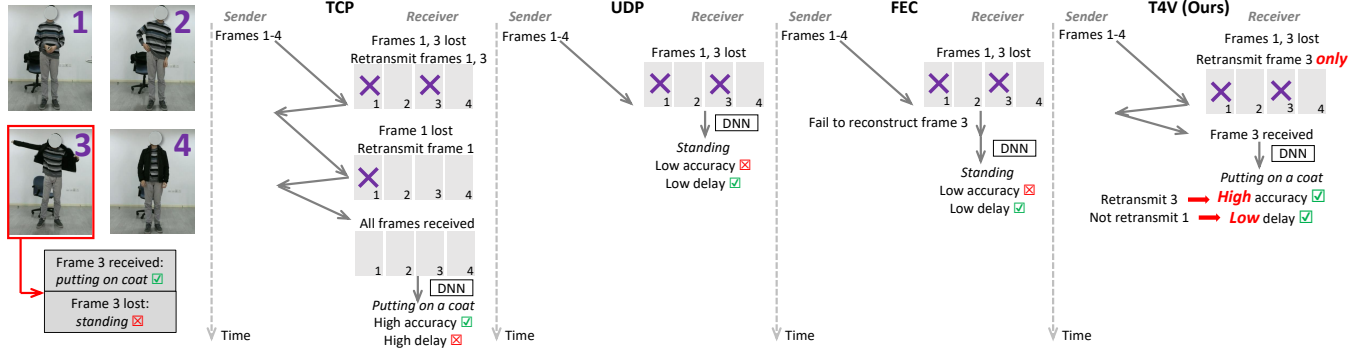 1
2
3
4
Frame 3 received:
putting on coat ☑
Frame 3 lost:
standing ☒
TCP
Sender
Receiver
Frames 1-4
Frames 1, 3 lost
Retransmit frames 1, 3
1 2 3 4
Frame 1 lost
Retransmit frame 1
1 2 3 4
All frames received
1 2 3 4
DNN
Putting on a coat
High accuracy ☑
High delay ☒
Time
UDP
Sender
Receiver
Frames 1-4
Frames 1, 3 lost
1 2 3 4
DNN
Standing
Low accuracy ☒
Low delay ☑
Time
FEC
Sender
Receiver
Frames 1-4
Frames 1, 3 lost
1 2 3 4
Fail to reconstruct frame 3
DNN
Standing
Low accuracy ☒
Low delay ☑
Time
T4V (Ours)
Sender
Receiver
Frames 1-4
Frames 1, 3 lost
Retransmit frame 3 only
1 2 3 4
Frame 3 received
DNN
Putting on a coat
Retransmit 3 High accuracy ☑
Not retransmit 1 Low delay ☑
Time